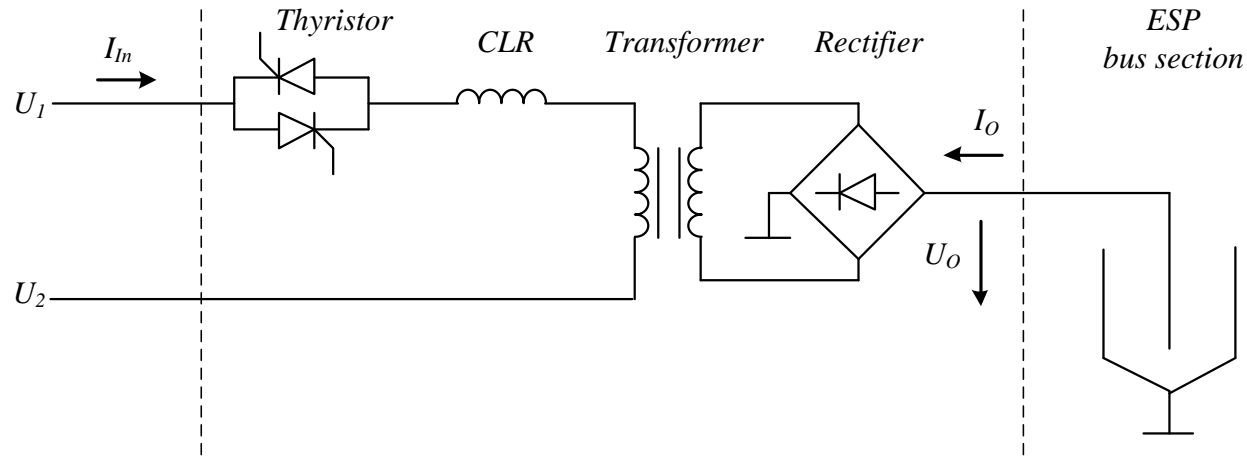 Thyristor
CLR
Transformer
Rectifier
ESP
bus section
I_In
U_1
I_O
U_O
U_2